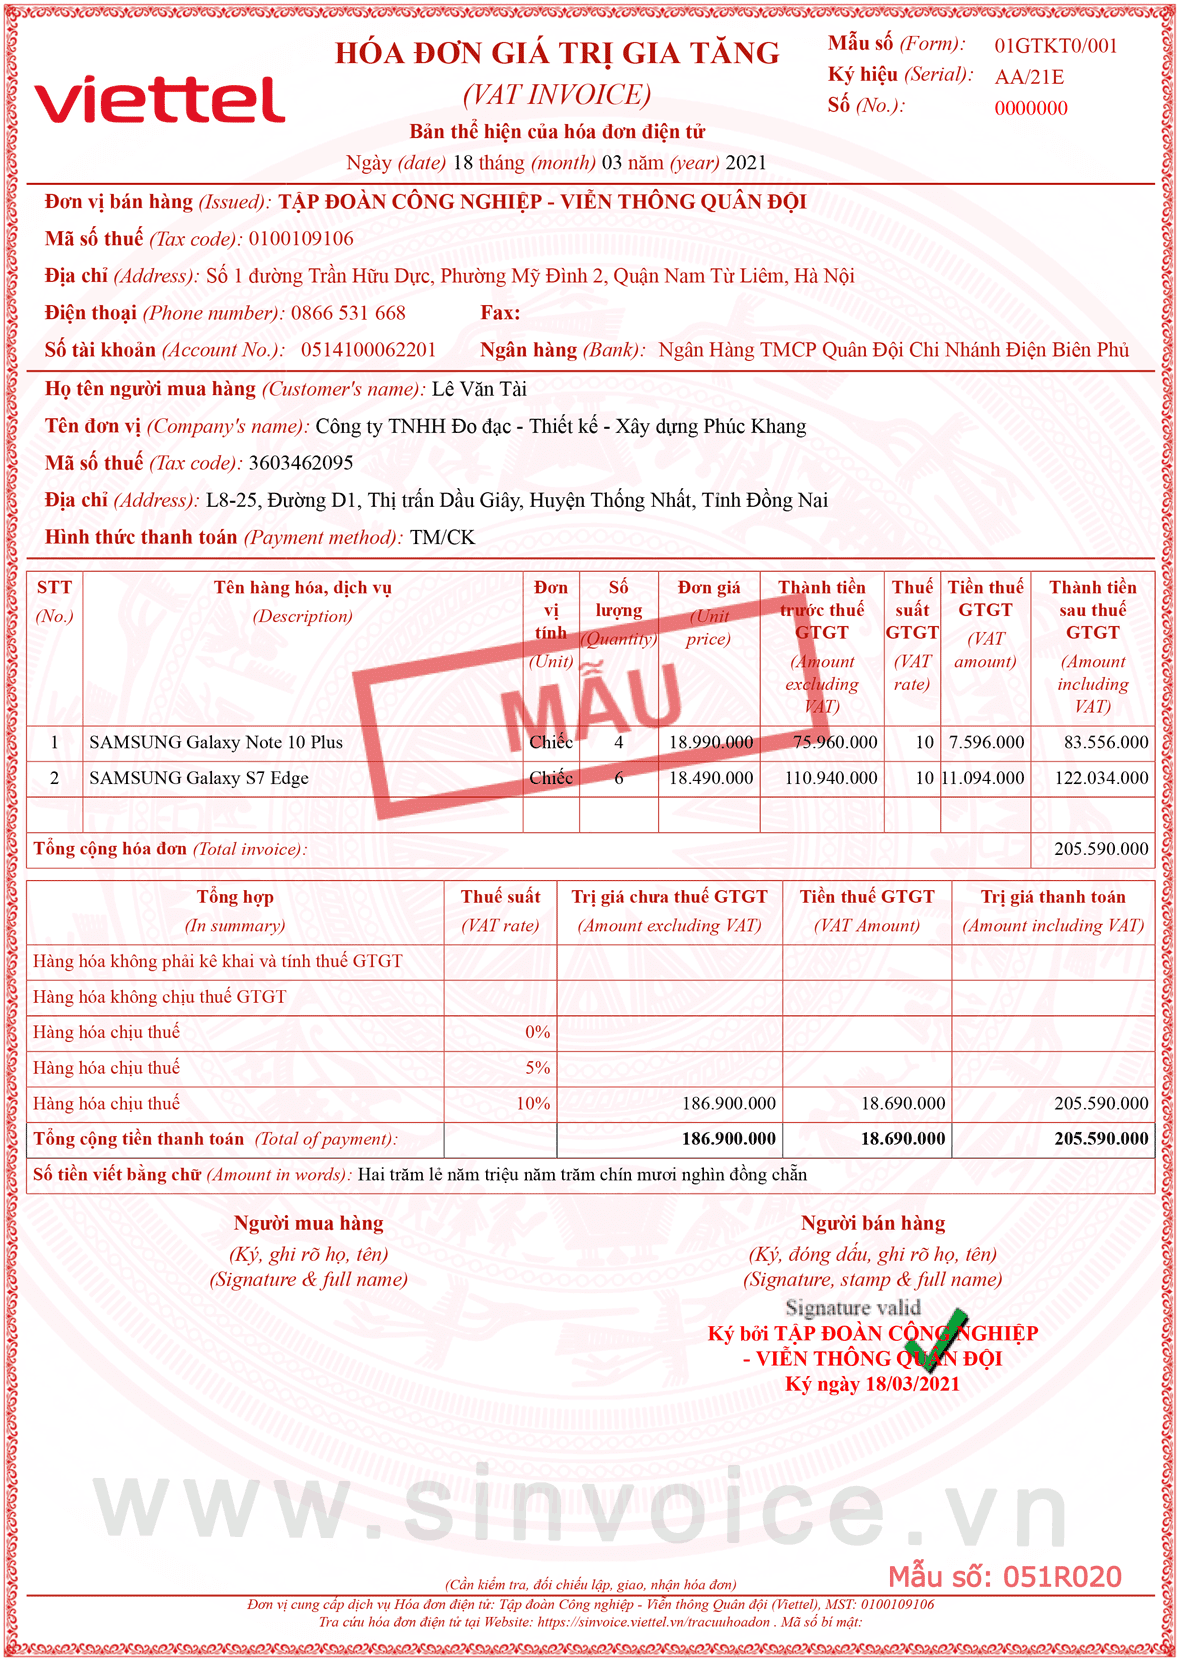 viettel
HÓA ĐƠN GIÁ TRỊ GIA TĂNG
(VAT INVOICE)
Bản thể hiện của hóa đơn điện tử
Ngày (date) 18 tháng (month) 03 năm (year) 2021
Mẫu số (Form): 01GTKT0/001
Ký hiệu (Serial): AA/21E
Số (No.): 0000000
Đơn vị bán hàng (Issued): TẬP ĐOÀN CÔNG NGHIỆP - VIỄN THÔNG QUÂN ĐỘI
Mã số thuế (Tax code): 0100109106
Địa chỉ (Address): Số 1 đường Trần Hữu Dực, Phường Mỹ Đình 2, Quận Nam Từ Liêm, Hà Nội
Điện thoại (Phone number): 0866 531 668 Fax:
Số tài khoản (Account No.): 0514100062201 Ngân hàng (Bank): Ngân Hàng TMCP Quân Đội Chi Nhánh Điện Biên Phủ
Họ tên người mua hàng (Customer's name): Lê Văn Tài
Tên đơn vị (Company's name): Công ty TNHH Đo đạc - Thiết kế - Xây dựng Phúc Khang
Mã số thuế (Tax code): 3603462095
Địa chỉ (Address): L8-25, Đường D1, Thị trấn Dầu Giây, Huyện Thống Nhất, Tỉnh Đồng Nai
Hình thức thanh toán (Payment method): TM/CK
STT (No.)
Tên hàng hóa, dịch vụ (Description)
Đơn vị tính (Unit)
Số lượng (Quantity)
Đơn giá (Unit price)
Thành tiền trước thuế GTGT (Amount excluding VAT)
Thuế suất GTGT (VAT rate)
Tiền thuế GTGT (VAT amount)
Thành tiền sau thuế GTGT (Amount including VAT)
MẪU
1 SAMSUNG Galaxy Note 10 Plus Chiếc 4 18.990.000 75.960.000 10 7.596.000 83.556.000
2 SAMSUNG Galaxy S7 Edge Chiếc 6 18.490.000 110.940.000 10 11.094.000 122.034.000
Tổng cộng hóa đơn (Total invoice): 205.590.000
Tổng hợp Thuế suất Trị giá chưa thuế GTGT Tiền thuế GTGT Trị giá thanh toán
(In summary) (VAT rate) (Amount excluding VAT) (VAT Amount) (Amount including VAT)
Hàng hóa không phải kê khai và tính thuế GTGT
Hàng hóa không chịu thuế GTGT
Hàng hóa chịu thuế 0%
Hàng hóa chịu thuế 5%
Hàng hóa chịu thuế 10% 186.900.000 18.690.000 205.590.000
Tổng cộng tiền thanh toán (Total of payment): 186.900.000 18.690.000 205.590.000
Số tiền viết bằng chữ (Amount in words): Hai trăm lẻ năm triệu năm trăm chín mươi nghìn đồng chẵn
Người mua hàng
(Ký, ghi rõ họ, tên)
(Signature & full name)
Người bán hàng
(Ký, đóng dấu, ghi rõ họ, tên)
(Signature, stamp & full name)
Signature valid
Ký bởi TẬP ĐOÀN CÔNG NGHIỆP
- VIỄN THÔNG QUÂN ĐỘI
Ký ngày 18/03/2021
www.sinvoice.vn
Mẫu số: 051R020
(Cần kiểm tra, đối chiếu lập, giao, nhận hóa đơn)
Đơn vị cung cấp dịch vụ Hóa đơn điện tử: Tập đoàn Công nghiệp - Viễn thông Quân đội (Viettel), MST: 0100109106
Tra cứu hóa đơn điện tử tại Website: https://sinvoice.viettel.vn/tracuuhoadon . Mã số bí mật: